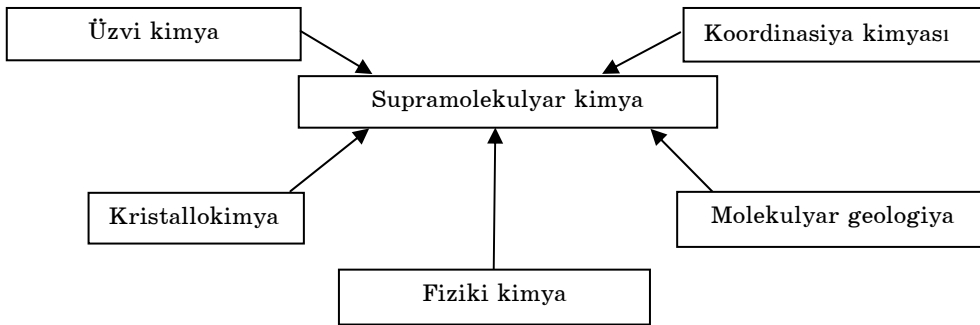 Üzvi kimya
Koordinasiya kimyası
Supramolekulyar kimya
Kristallokimya
Molekulyar geologiya
Fiziki kimya